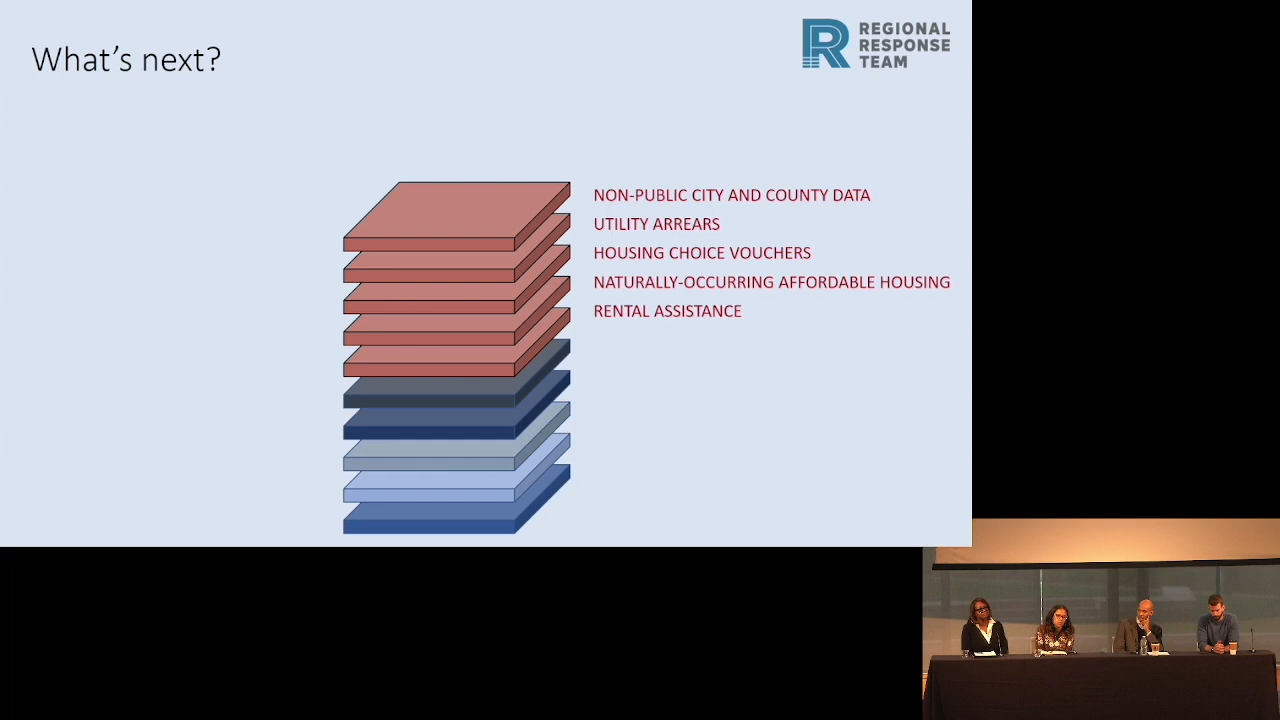 What's next?
REGIONAL
RESPONSE
TEAM
NON-PUBLIC CITY AND COUNTY DATA
UTILITY ARREARS
HOUSING CHOICE VOUCHERS
NATURALLY-OCCURRING AFFORDABLE HOUSING
RENTAL ASSISTANCE